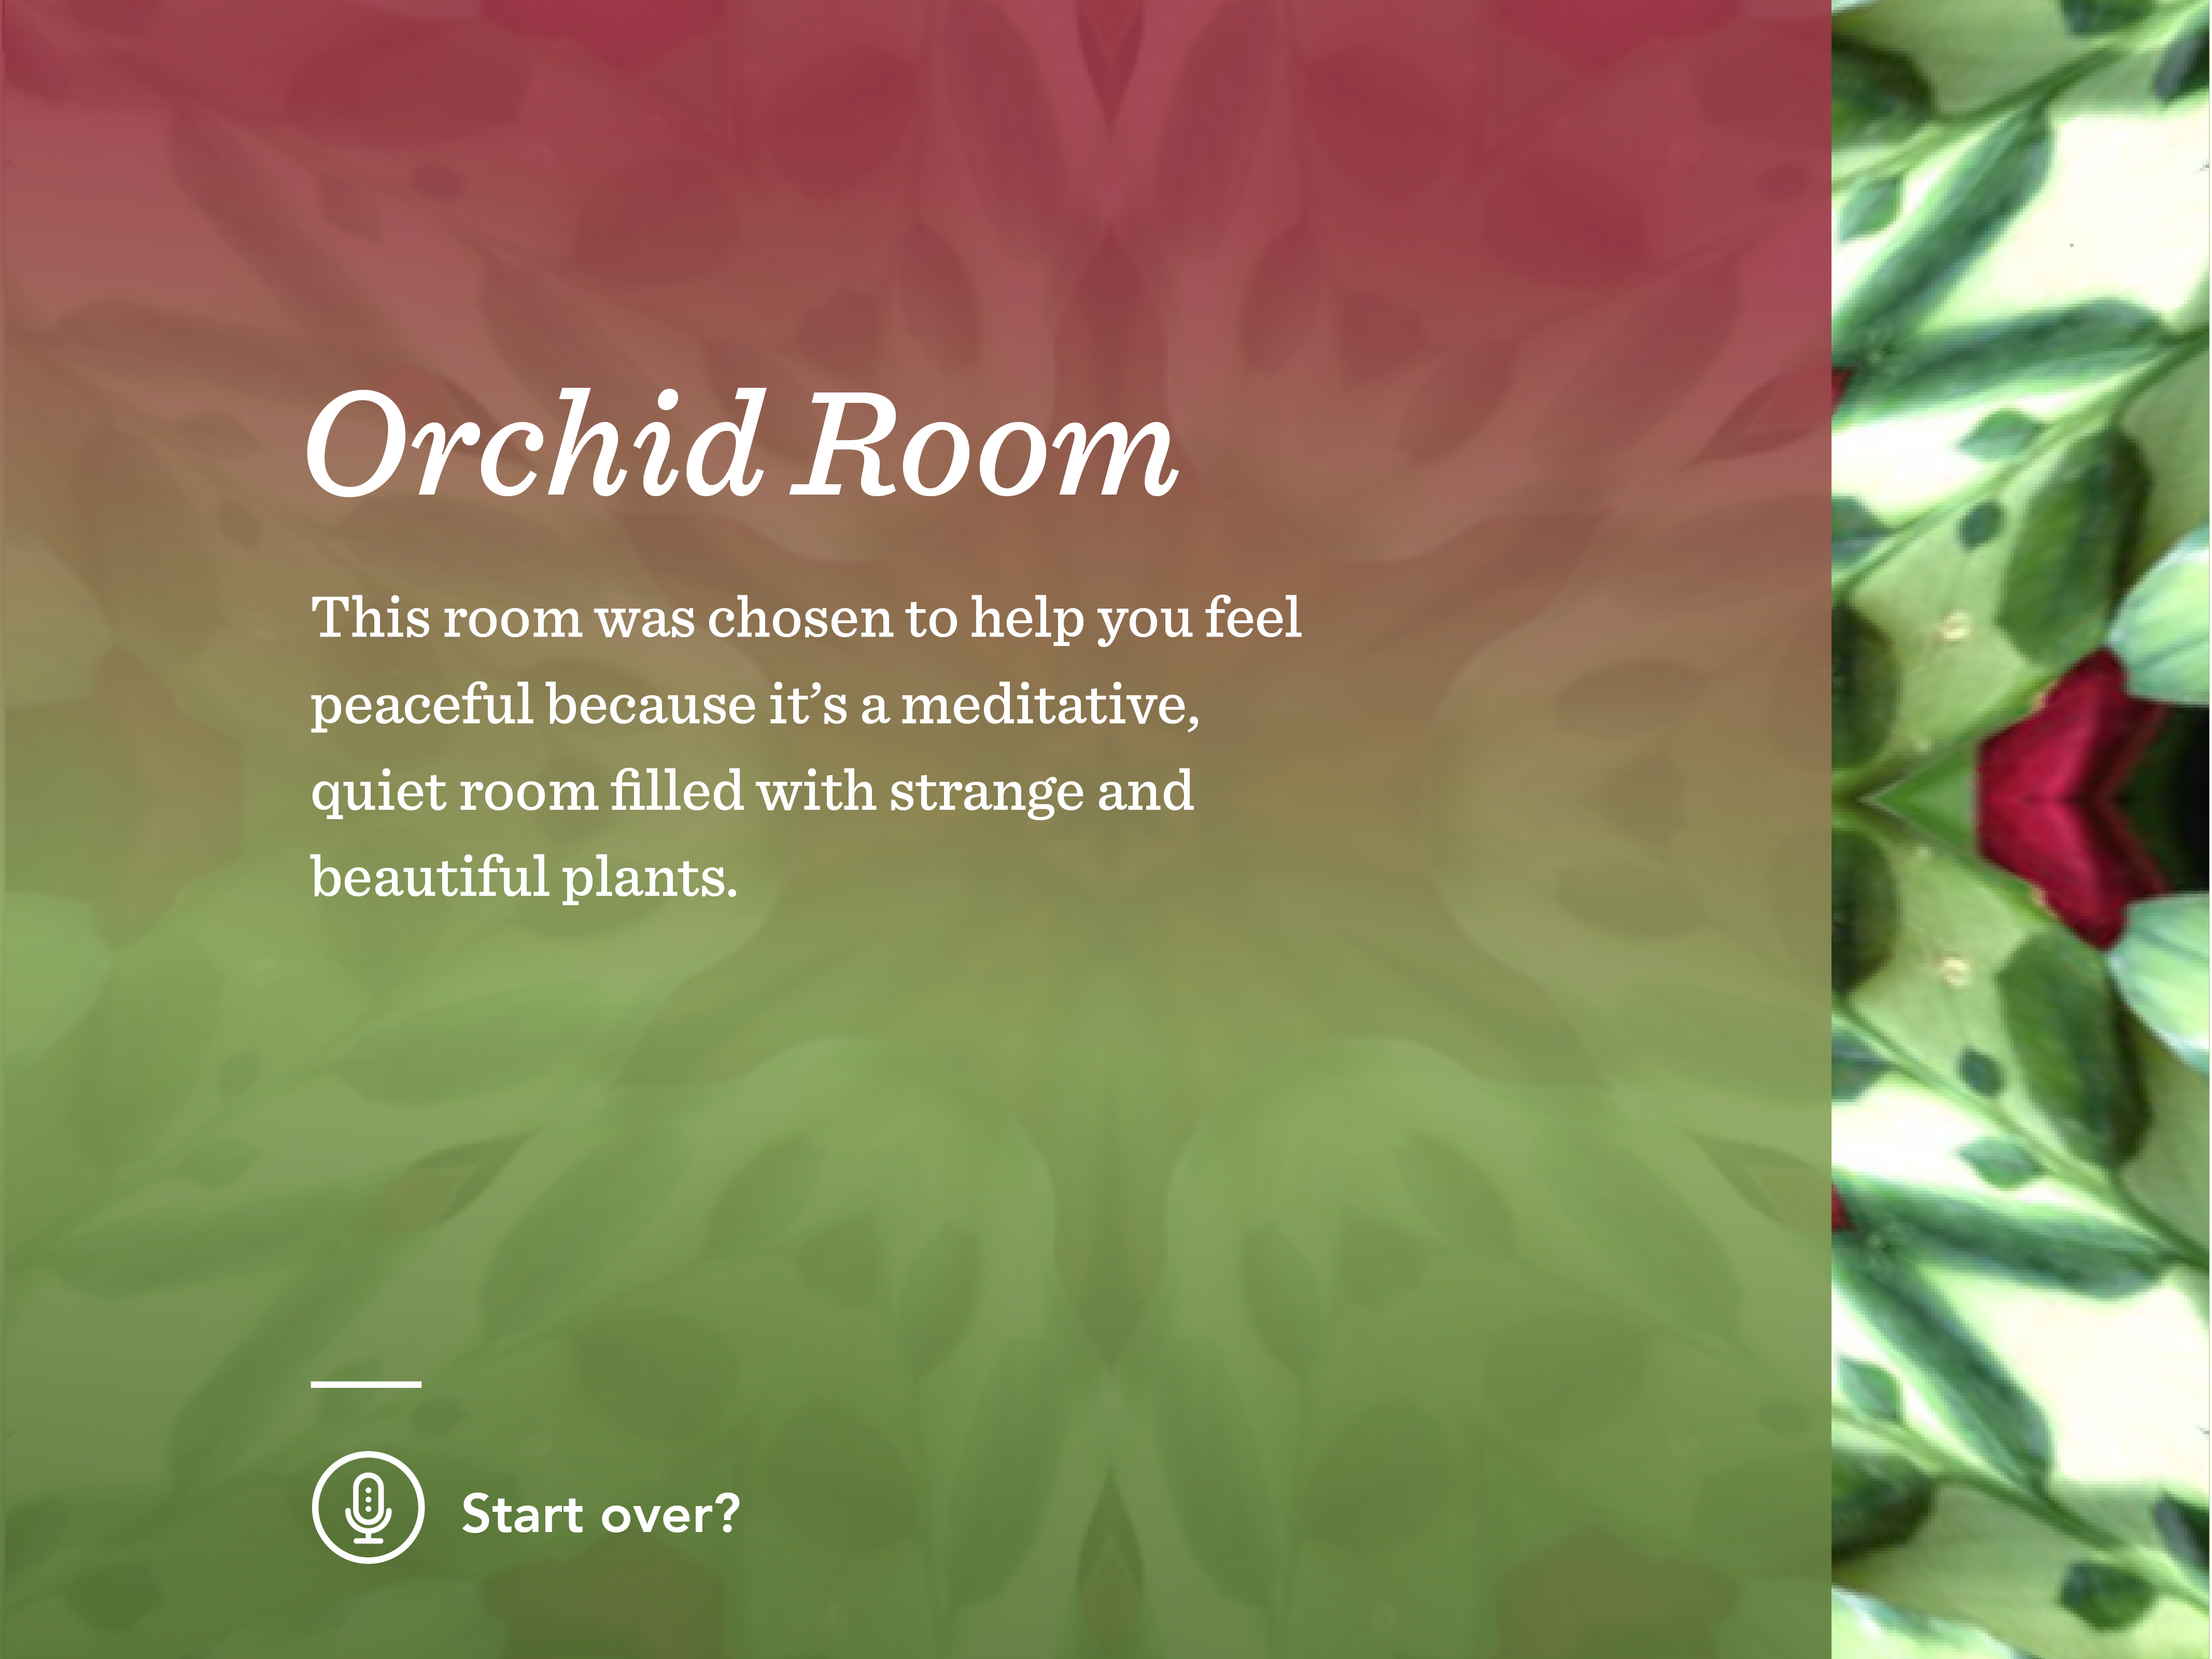 Orchid Room
This room was chosen to help you feel
peaceful because it’s a meditative,
quiet room filled with strange and
beautiful plants.
Start over?